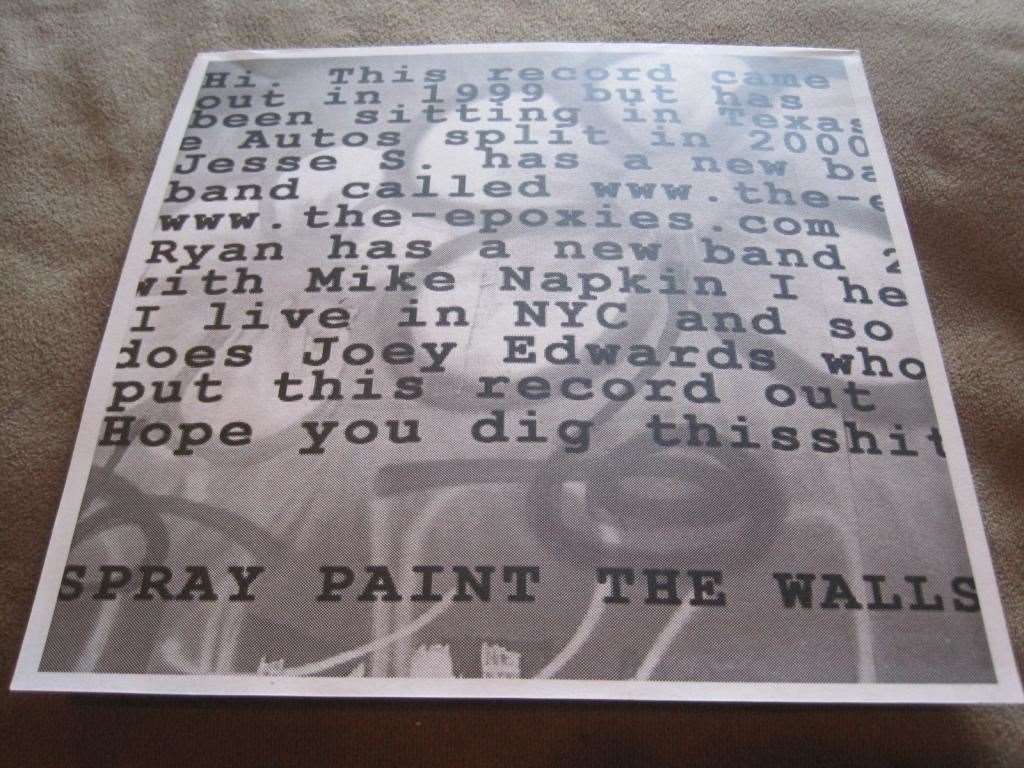 Hi. This record came
out in 1999 but has
been sitting in Texas
e Autos split in 2000
Jesse S. has a new ba
band called www.the-e
www.the-epoxies.com
Ryan has a new band 2
with Mike Napkin I he
I live in NYC and so
does Joey Edwards who
put this record out
Hope you dig thisshit
SPRAY PAINT THE WALLS